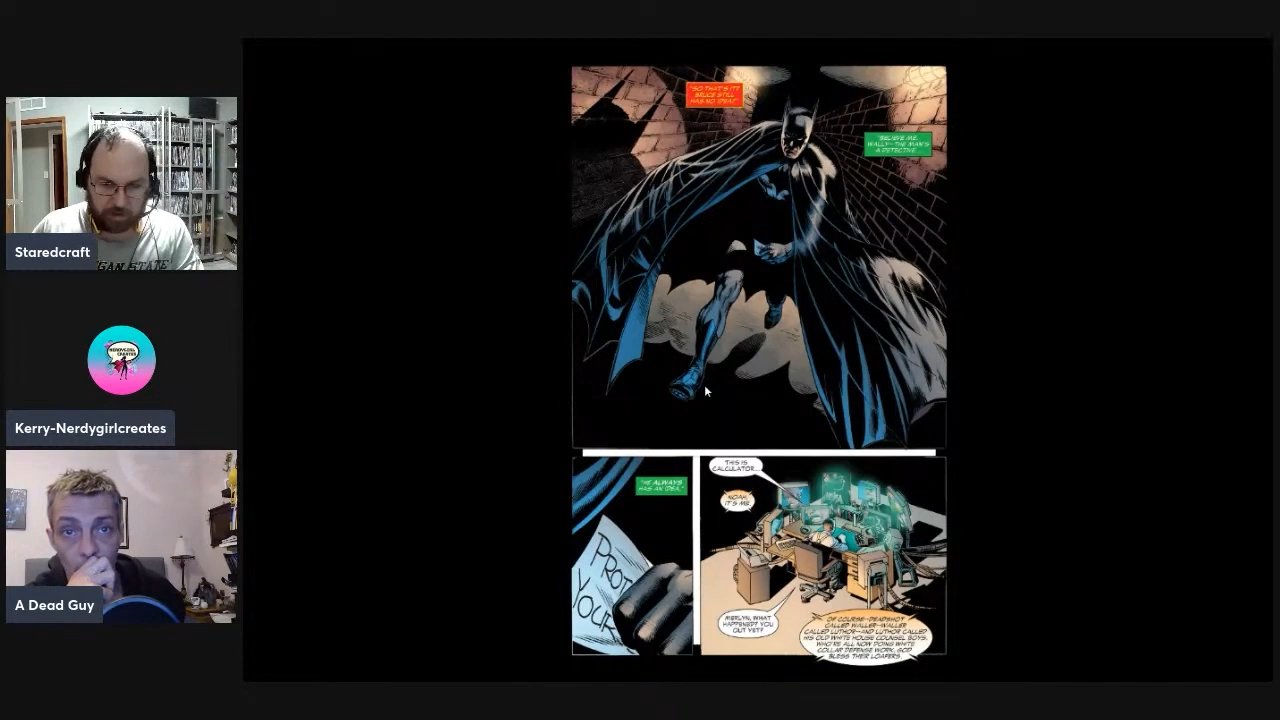 "SO THAT'S IT?
BRUCE STILL
HAS NO IDEA?"
"BELIEVE ME,
WALLY--THE MAN'S
A DETECTIVE...
Staredcraft
GAN STATE
NERDYGIRL
CREATES
Kerry-Nerdygirlcreates
A Dead Guy
"HE ALWAYS
HAS AN IDEA."
PROT
YOUR
THIS IS
CALCULATOR...
NOAH,
IT'S ME.
MERLYN, WHAT
HAPPENED? YOU
OUT YET?
OF COURSE--DEADSHOT
CALLED WALLER--WALLER
CALLED LUTHOR--AND LUTHOR CALLED
HIS OLD WHITE HOUSE COUNSEL BOYS,
WHO'RE ALL NOW DOING WHITE
COLLAR DEFENSE WORK, GOD
BLESS THEIR LOAFERS.